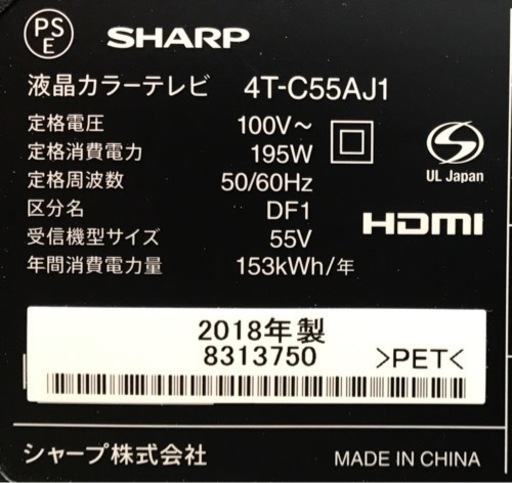 PS
E
SHARP
液晶カラーテレビ 4T-C55AJ1
定格電圧 100V～
定格消費電力 195W
定格周波数 50/60Hz
区分名 DF1
受信機型サイズ 55V
年間消費電力量 153kWh/年
UL Japan
HDMI
2018年製
8313750
>PET<
シャープ株式会社 MADE IN CHINA